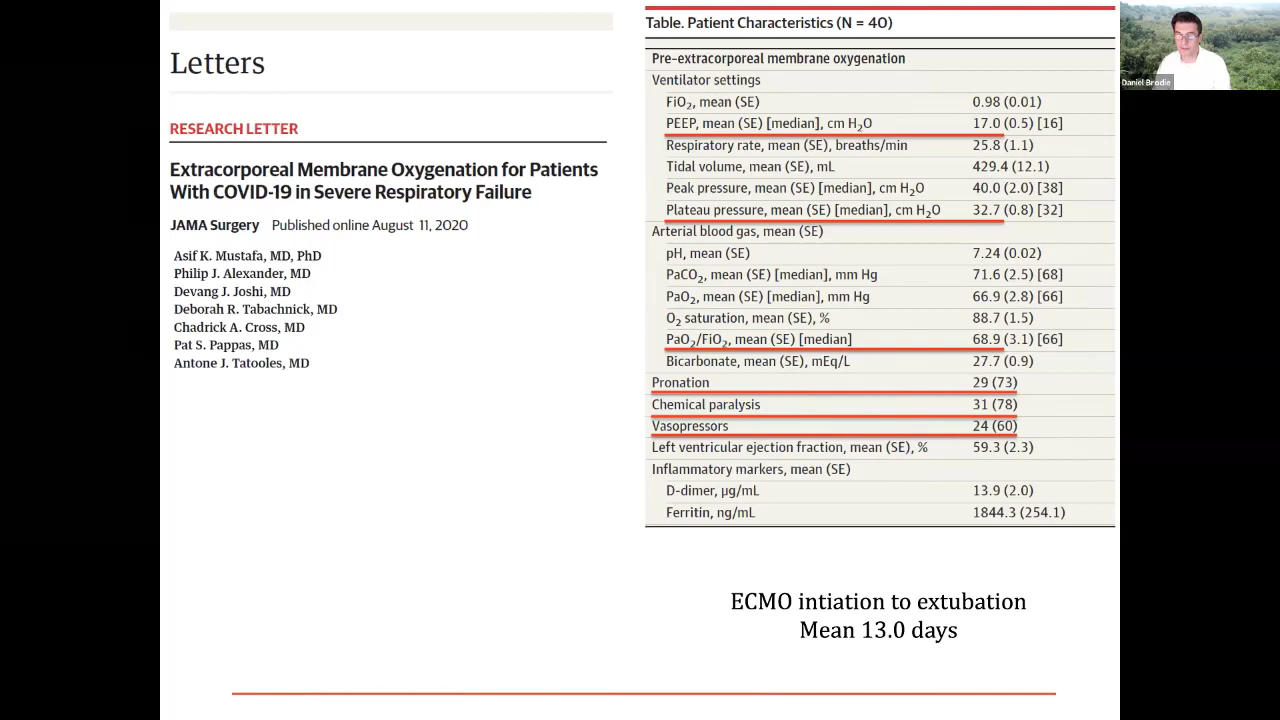 Letters
RESEARCH LETTER
Extracorporeal Membrane Oxygenation for Patients
With COVID-19 in Severe Respiratory Failure
JAMA Surgery Published online August 11, 2020
Asif K. Mustafa, MD, PhD
Philip J. Alexander, MD
Devang J. Joshi, MD
Deborah R. Tabachnick, MD
Chadrick A. Cross, MD
Pat S. Pappas, MD
Antone J. Tatooles, MD
Table. Patient Characteristics (N = 40)
Pre-extracorporeal membrane oxygenation
Ventilator settings
FiO2, mean (SE) 0.98 (0.01)
PEEP, mean (SE) [median], cm H2O 17.0 (0.5) [16]
Respiratory rate, mean (SE), breaths/min 25.8 (1.1)
Tidal volume, mean (SE), mL 429.4 (12.1)
Peak pressure, mean (SE) [median], cm H2O 40.0 (2.0) [38]
Plateau pressure, mean (SE) [median], cm H2O 32.7 (0.8) [32]
Arterial blood gas, mean (SE)
pH, mean (SE) 7.24 (0.02)
PaCO2, mean (SE) [median], mm Hg 71.6 (2.5) [68]
PaO2, mean (SE) [median], mm Hg 66.9 (2.8) [66]
O2 saturation, mean (SE), % 88.7 (1.5)
PaO2/FiO2, mean (SE) [median] 68.9 (3.1) [66]
Bicarbonate, mean (SE), mEq/L 27.7 (0.9)
Pronation 29 (73)
Chemical paralysis 31 (78)
Vasopressors 24 (60)
Left ventricular ejection fraction, mean (SE), % 59.3 (2.3)
Inflammatory markers, mean (SE)
D-dimer, µg/mL 13.9 (2.0)
Ferritin, ng/mL 1844.3 (254.1)
ECMO intiation to extubation
Mean 13.0 days
Daniel Brodie